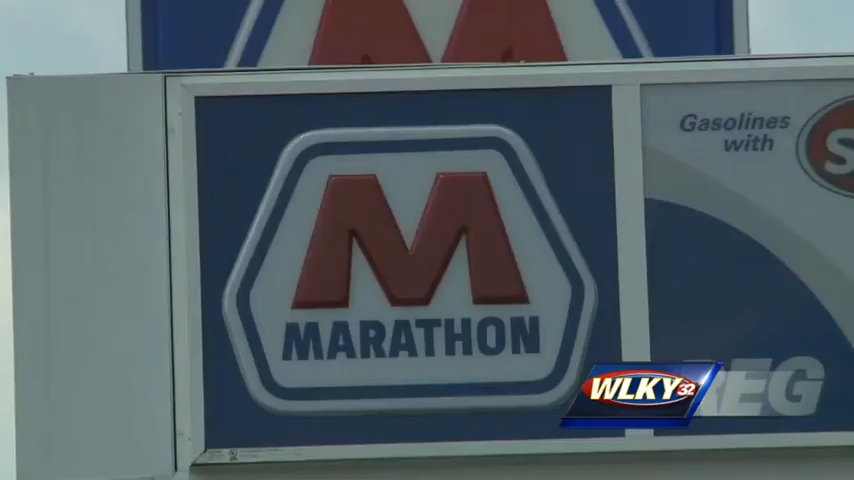 M
M
MARATHON
Gasolines
with
S
WLKY 32
REG